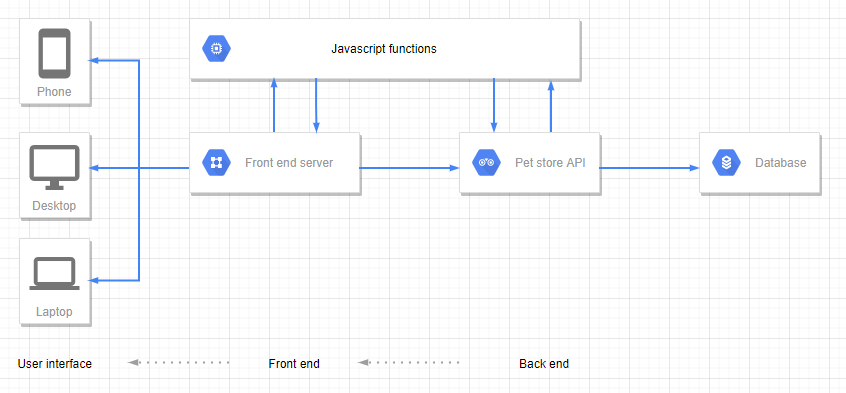 Javascript functions
Phone
Front end server
Pet store API
Database
Desktop
Laptop
User interface
Front end
Back end